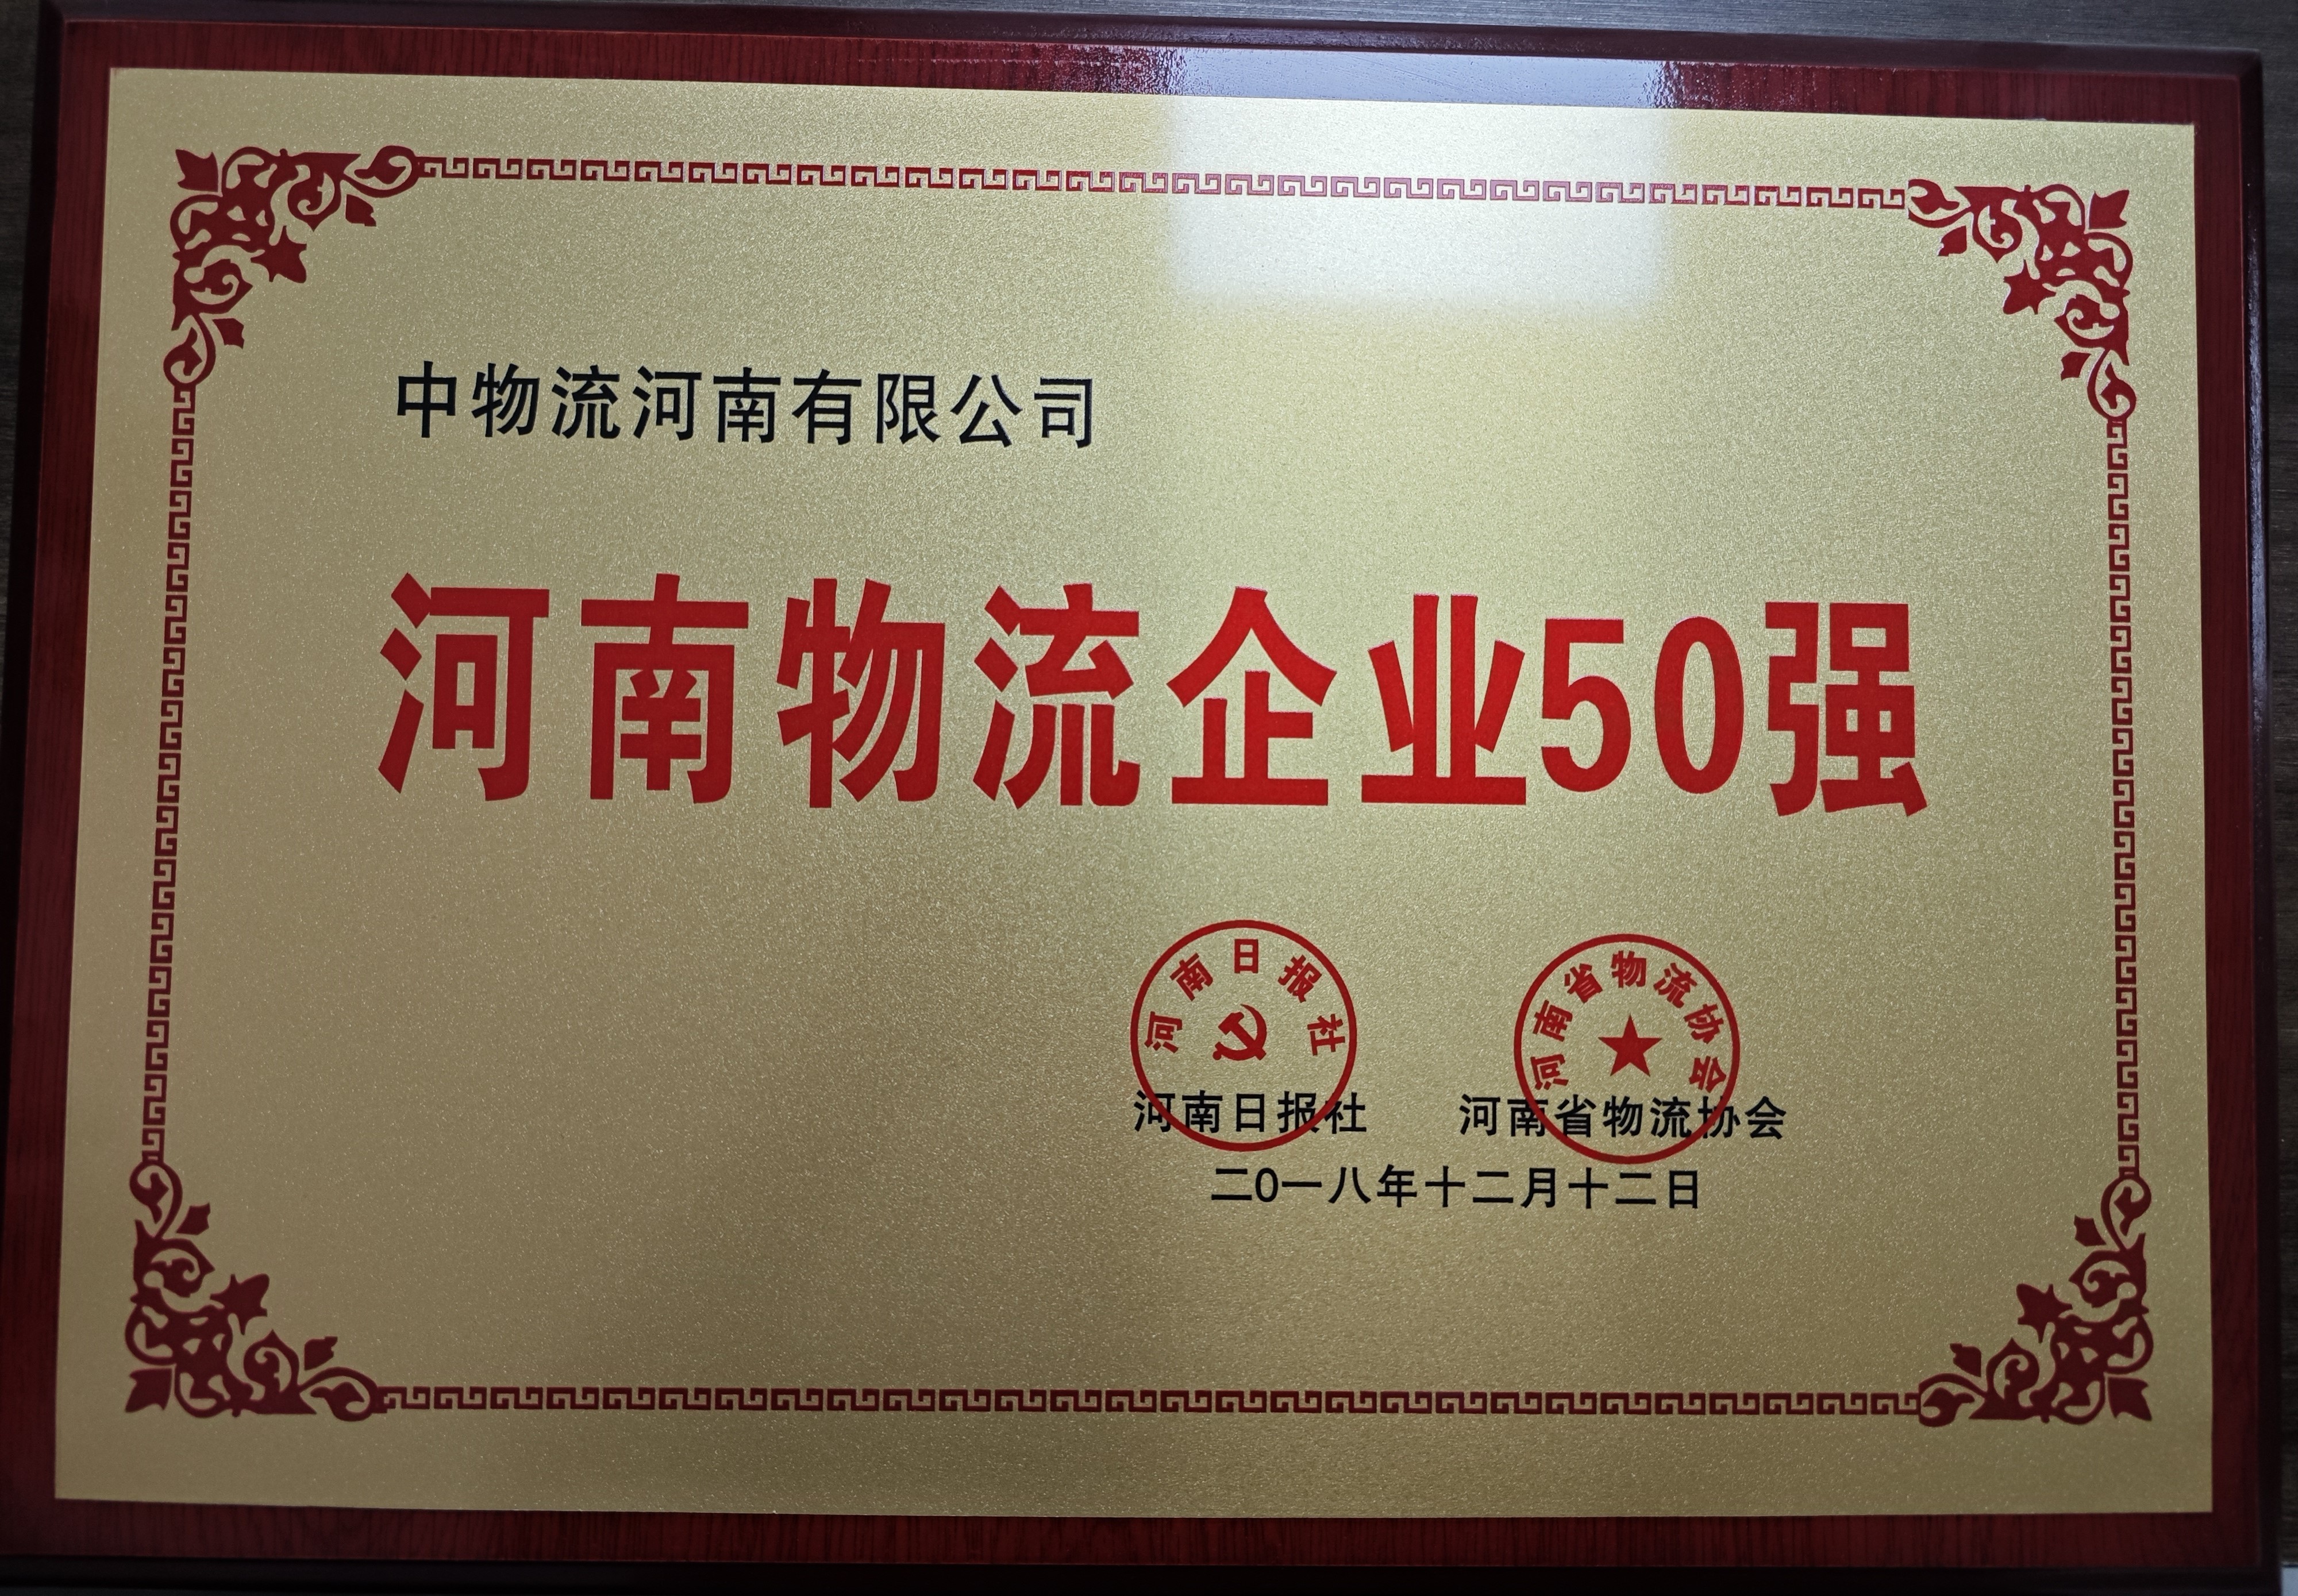 中物流河南有限公司
河南物流企业50强
河南日报社
河南省物流协会
河南日报社 河南省物流协会
二0一八年十二月十二日